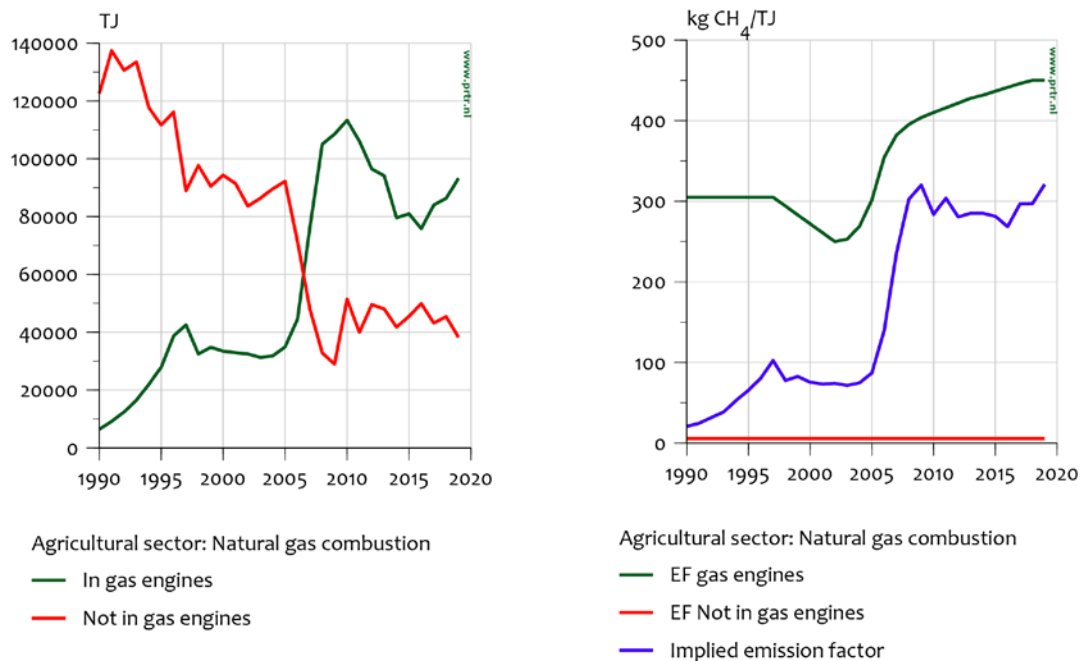 TJ
140000
120000
100000
80000
60000
40000
20000
0
1990 1995 2000 2005 2010 2015 2020
www.prtr.nl
Agricultural sector: Natural gas combustion
In gas engines
Not in gas engines
kg CH4/TJ
500
400
300
200
100
0
1990 1995 2000 2005 2010 2015 2020
www.prtr.nl
Agricultural sector: Natural gas combustion
EF gas engines
EF Not in gas engines
Implied emission factor